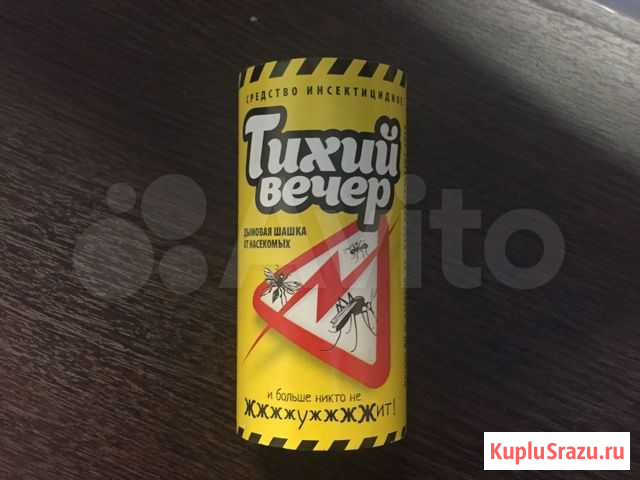 СРЕДСТВО ИНСЕКТИЦИДНОЕ
Тихий
вечер
ДЫМОВАЯ ШАШКА
ОТ НАСЕКОМЫХ
и больше никто не
ЖЖЖжужЖЖЖит!
Avito
KupluSrazu.ru